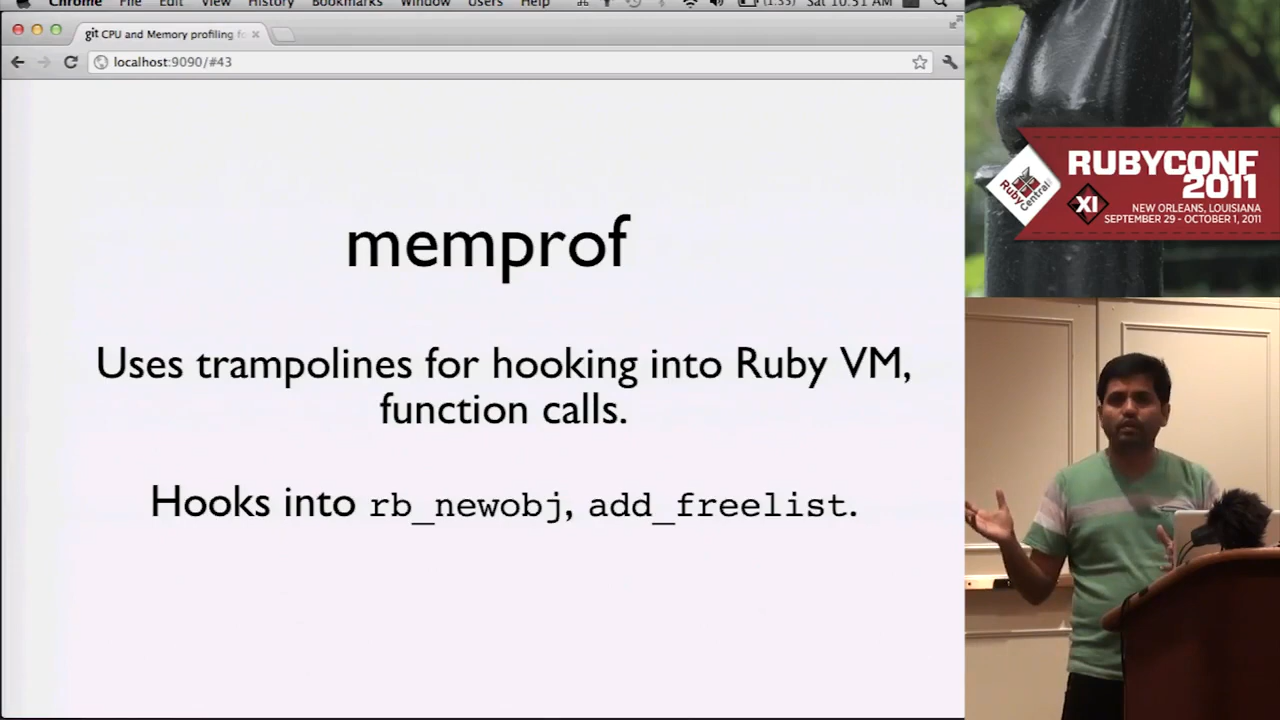 Chrome File Edit View History Bookmarks Window Users Help Sat 10:51 AM
git CPU and Memory profiling fo
localhost:9090/#43
memprof
Uses trampolines for hooking into Ruby VM,
function calls.
Hooks into rb_newobj, add_freelist.
RUBYCONF
2011
RubyCentral
XI
NEW ORLEANS, LOUISIANA
SEPTEMBER 29 - OCTOBER 1, 2011